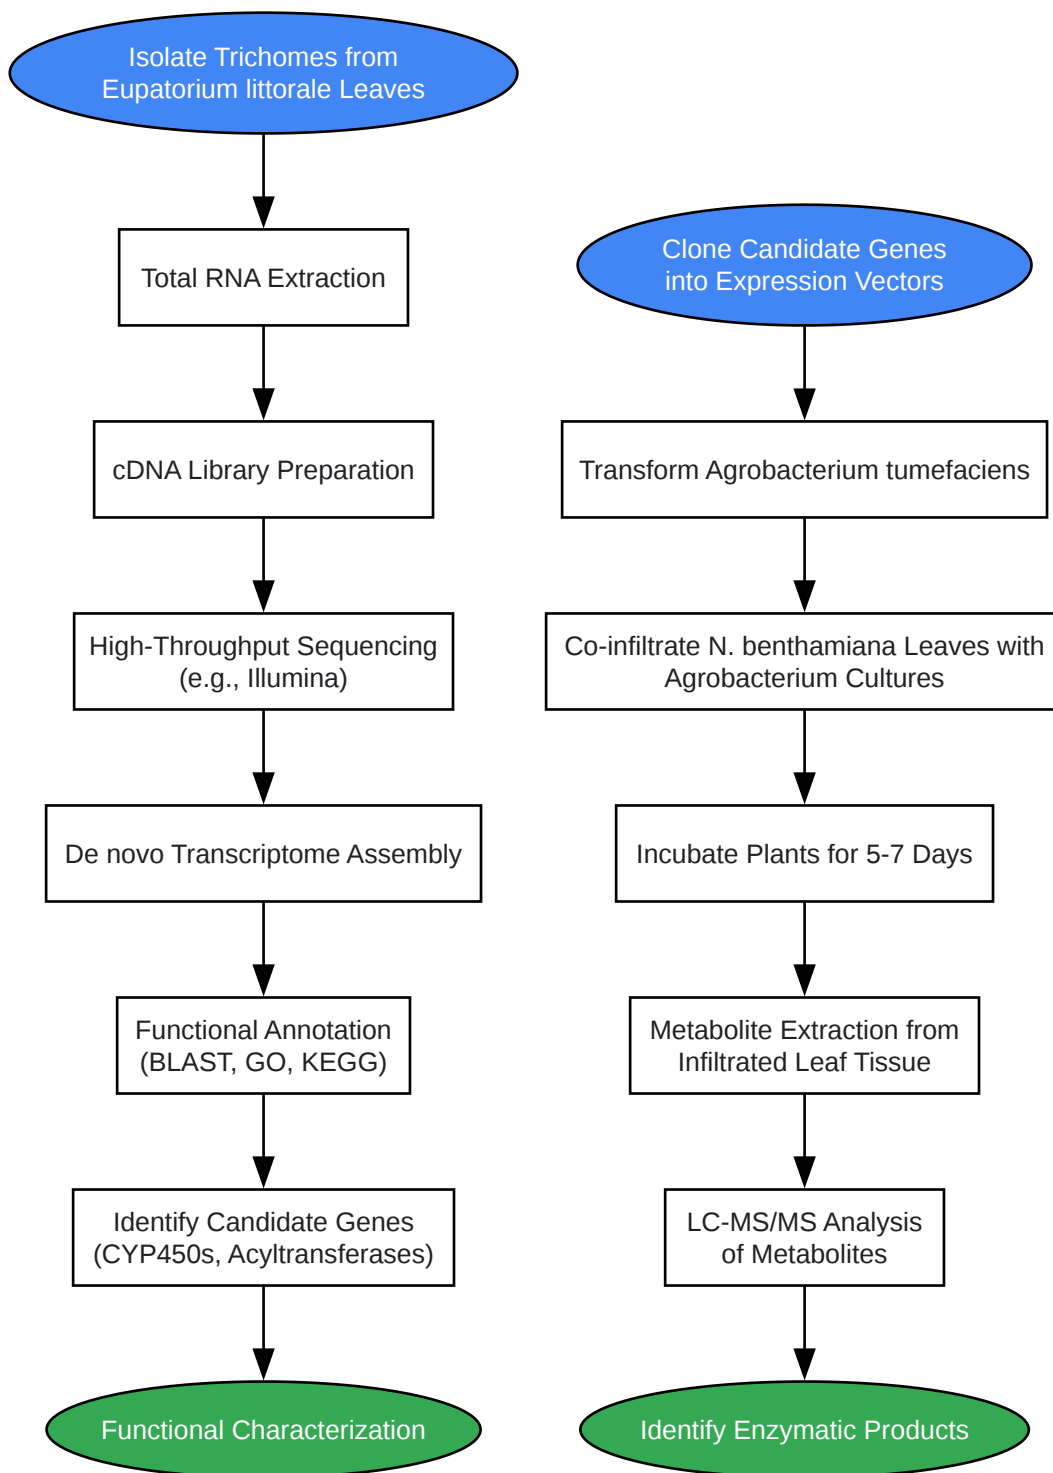 Isolate Trichomes from
Eupatorium littorale Leaves
Total RNA Extraction
cDNA Library Preparation
High-Throughput Sequencing
(e.g., Illumina)
De novo Transcriptome Assembly
Functional Annotation
(BLAST, GO, KEGG)
Identify Candidate Genes
(CYP450s, Acyltransferases)
Functional Characterization
Clone Candidate Genes
into Expression Vectors
Transform Agrobacterium tumefaciens
Co-infiltrate N. benthamiana Leaves with
Agrobacterium Cultures
Incubate Plants for 5-7 Days
Metabolite Extraction from
Infiltrated Leaf Tissue
LC-MS/MS Analysis
of Metabolites
Identify Enzymatic Products